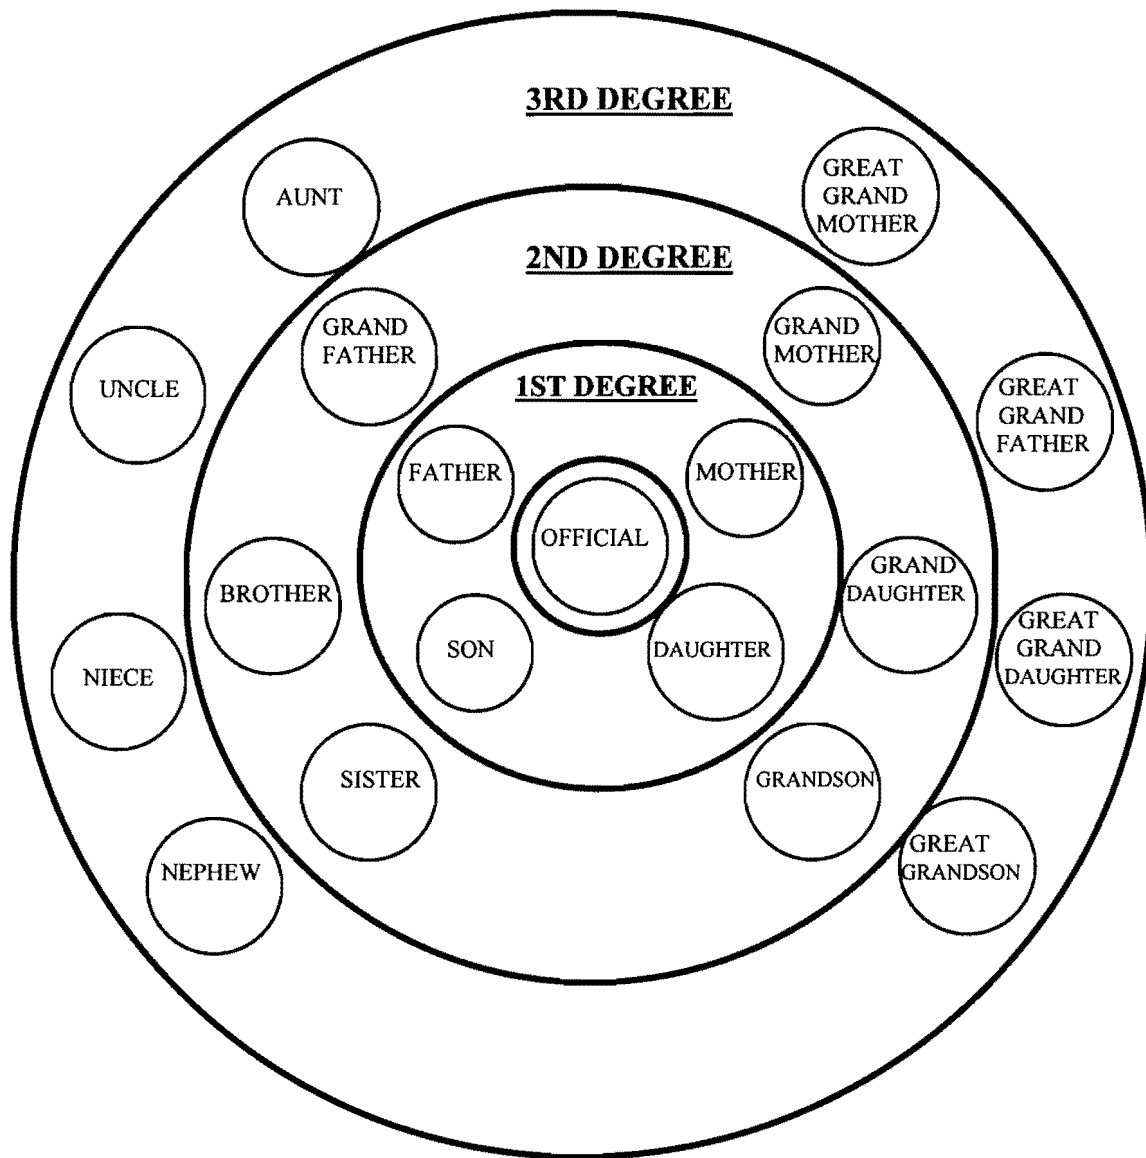 3RD DEGREE
AUNT
GREAT
GRAND
MOTHER
2ND DEGREE
GRAND
FATHER
GRAND
MOTHER
UNCLE
1ST DEGREE
GREAT
GRAND
FATHER
FATHER
MOTHER
OFFICIAL
BROTHER
GRAND
DAUGHTER
SON
DAUGHTER
GREAT
GRAND
DAUGHTER
NIECE
SISTER
GRANDSON
NEPHEW
GREAT
GRANDSON